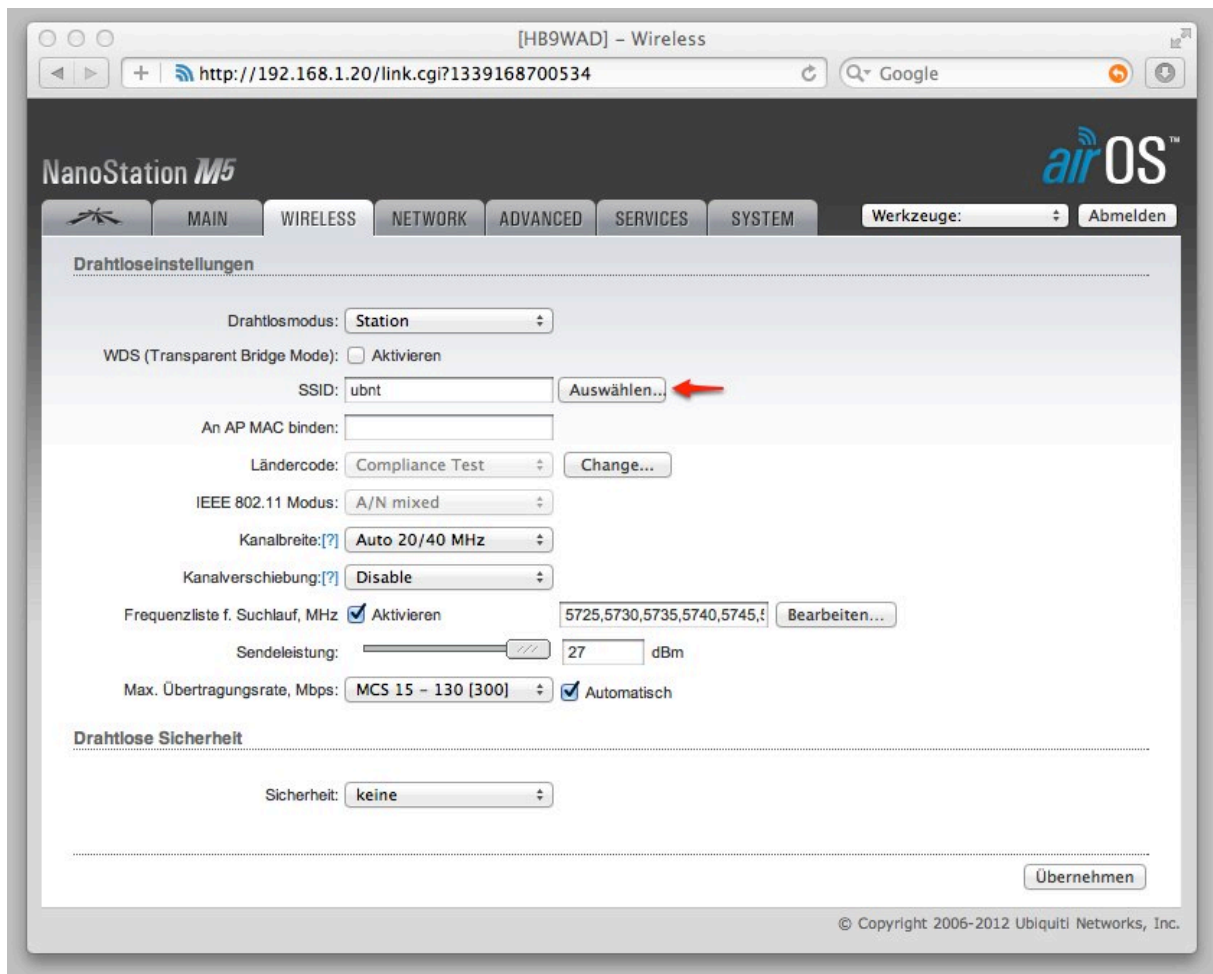 [HB9WAD] – Wireless
http://192.168.1.20/link.cgi?1339168700534
Google
NanoStation M5
airOS™
MAIN
WIRELESS
NETWORK
ADVANCED
SERVICES
SYSTEM
Werkzeuge:
Abmelden
Drahtloseinstellungen
Drahtlosmodus: Station
WDS (Transparent Bridge Mode): Aktivieren
SSID: ubnt Auswählen...
An AP MAC binden:
Ländercode: Compliance Test Change...
IEEE 802.11 Modus: A/N mixed
Kanalbreite:[?] Auto 20/40 MHz
Kanalverschiebung:[?] Disable
Frequenzliste f. Suchlauf, MHz Aktivieren 5725,5730,5735,5740,5745, Bearbeiten...
Sendeleistung: 27 dBm
Max. Übertragungsrate, Mbps: MCS 15 – 130 [300] Automatisch
Drahtlose Sicherheit
Sicherheit: keine
Übernehmen
© Copyright 2006-2012 Ubiquiti Networks, Inc.